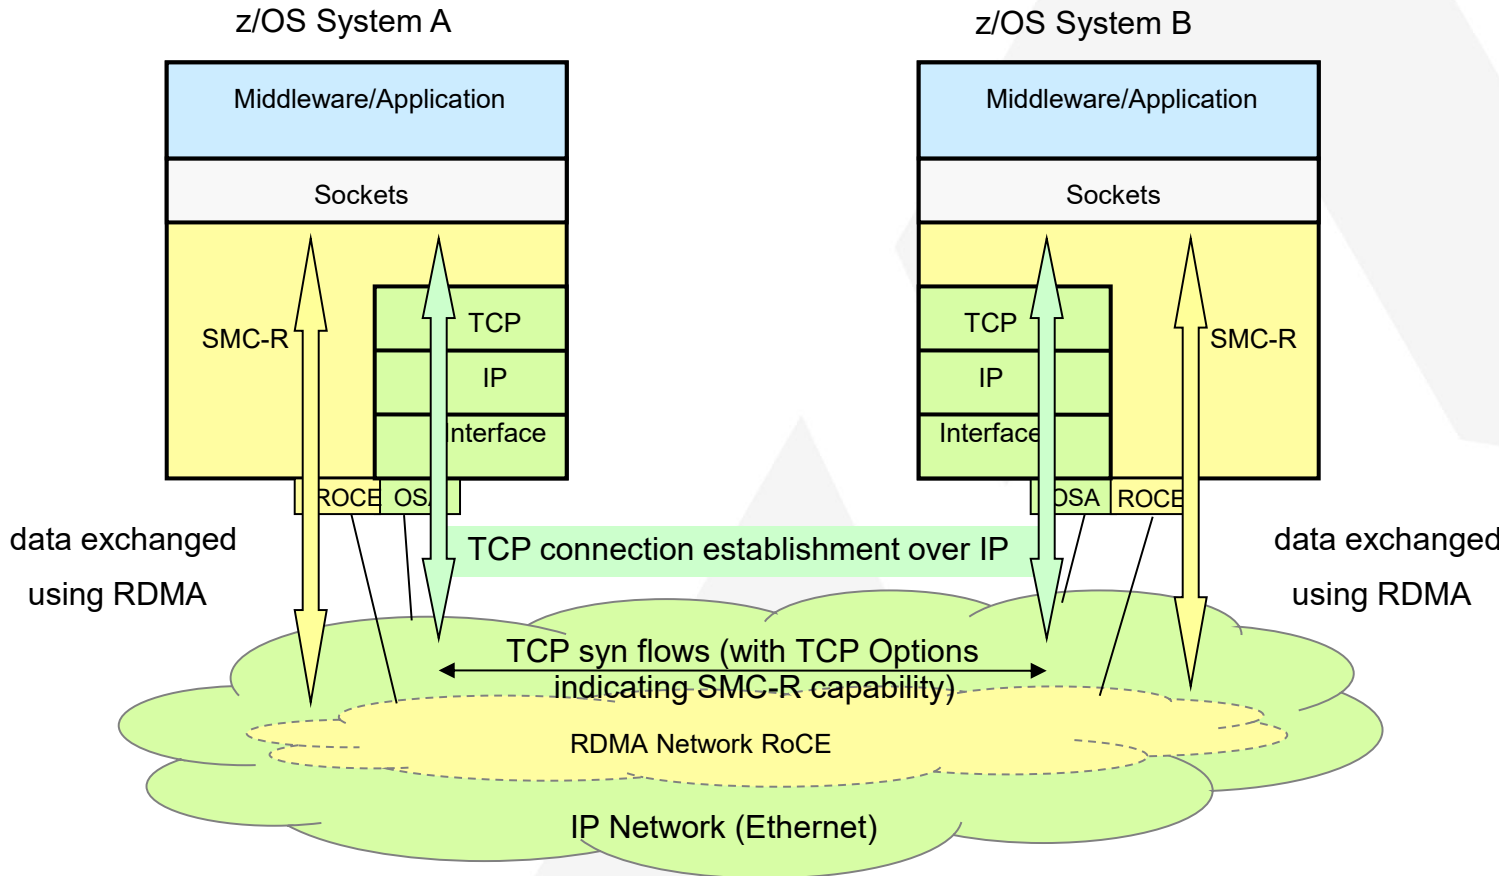 z/OS System A
z/OS System B
Middleware/Application
Middleware/Application
Sockets
Sockets
SMC-R
TCP
TCP
SMC-R
IP
IP
Interface
Interface
ROCE
OSA
OSA
ROCE
data exchanged
using RDMA
TCP connection establishment over IP
data exchanged
using RDMA
TCP syn flows (with TCP Options
indicating SMC-R capability)
RDMA Network RoCE
IP Network (Ethernet)